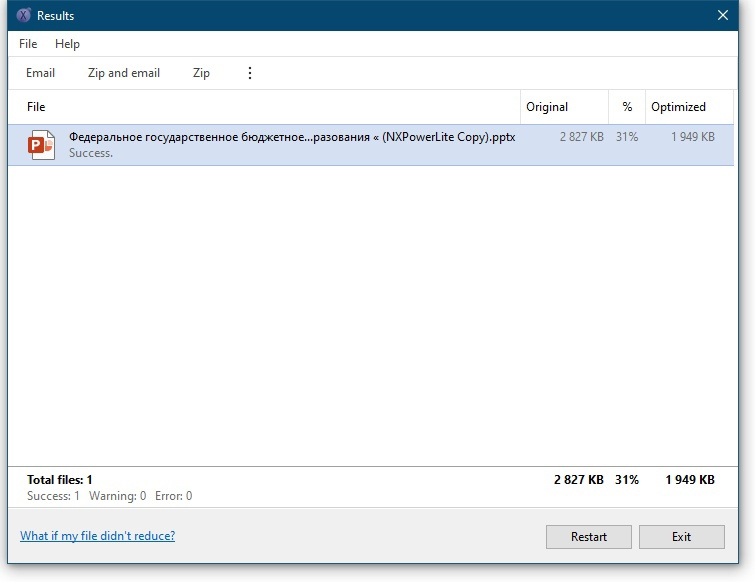 Results
File Help
Email Zip and email Zip
File Original % Optimized
Федеральное государственное бюджетное...разования « (NXPowerLite Copy).pptx 2 827 KB 31% 1 949 KB
Success.
Total files: 1 2 827 KB 31% 1 949 KB
Success: 1 Warning: 0 Error: 0
What if my file didn't reduce? Restart Exit